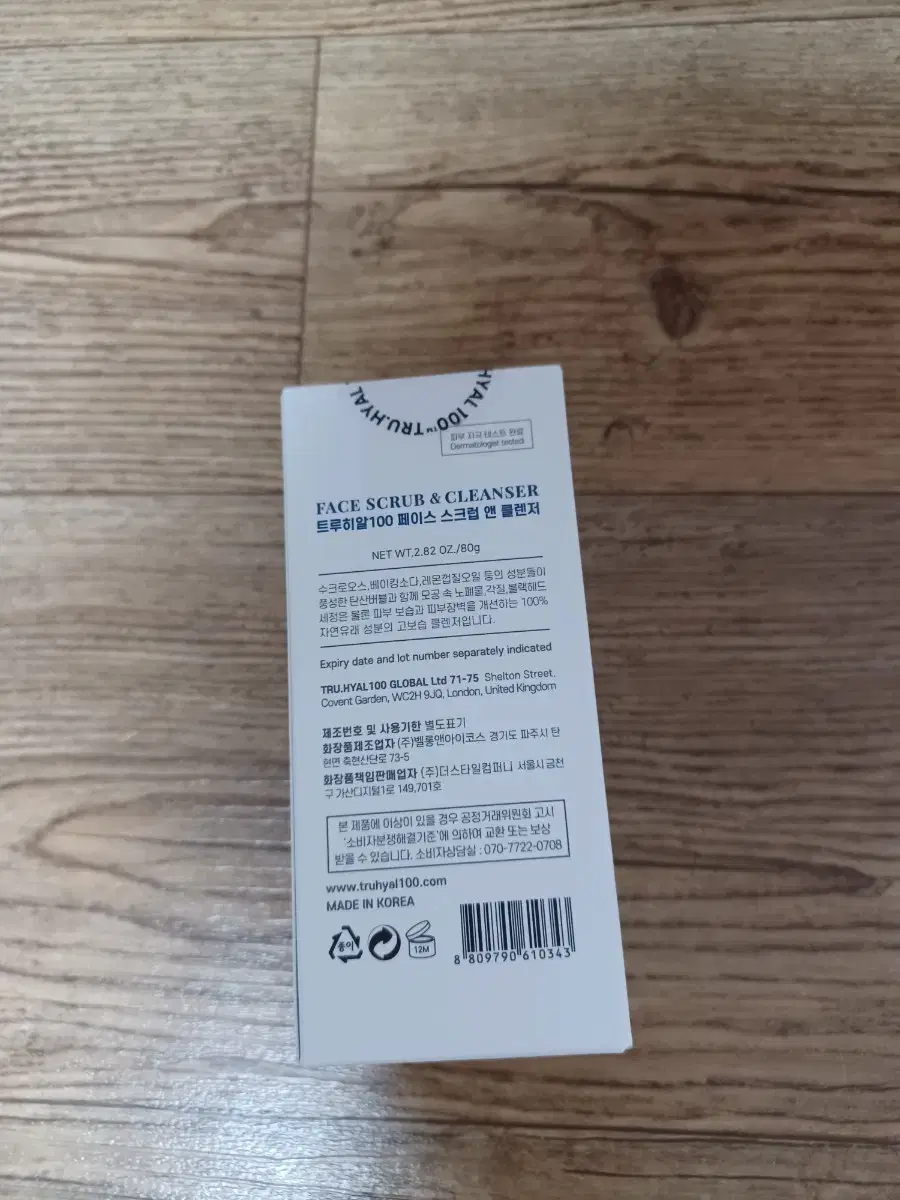 TRU.HYAL 100™ TRU.HYAL
피부 자극 테스트 완료
Dermatologist tested
FACE SCRUB & CLEANSER
트루히알100 페이스 스크럽 앤 클렌저
NET WT.2.82 OZ./80g
수크로오스,베이킹소다,레몬껍질오일 등의 성분들이
풍성한 탄산버블과 함께 모공 속 노폐물,각질,블랙헤드
세정은 물론 피부 보습과 피부장벽을 개선하는 100%
자연유래 성분의 고보습 클렌저입니다.
Expiry date and lot number separately indicated
TRU.HYAL100 GLOBAL Ltd 71-75 Shelton Street.
Covent Garden, WC2H 9JQ, London, United Kingdom
제조번호 및 사용기한 별도표기
화장품제조업자 (주)벨롱앤아이코스 경기도 파주시 탄
현면 축현산단로 73-5
화장품책임판매업자 (주)더스타일컴퍼니 서울시 금천
구 가산디지털1로 149,701호
본 제품에 이상이 있을 경우 공정거래위원회 고시
'소비자분쟁해결기준'에 의하여 교환 또는 보상
받을 수 있습니다. 소비자상담실 : 070-7722-0708
www.truhyal100.com
MADE IN KOREA
종이
12M
8 809790 610343